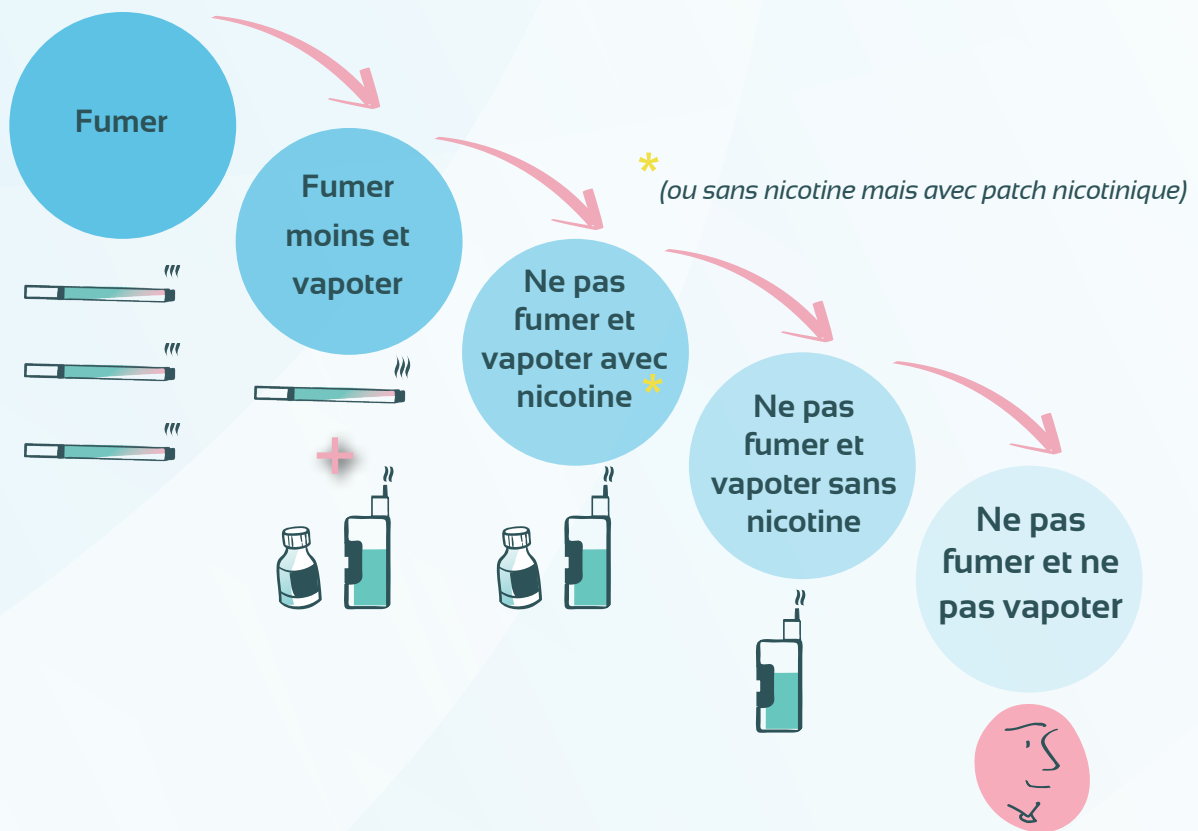 Fumer
Fumer
moins et
vapoter
*
(ou sans nicotine mais avec patch nicotinique)
Ne pas
fumer et
vapoter avec
nicotine *
Ne pas
fumer et
vapoter sans
nicotine
Ne pas
fumer et ne
pas vapoter
+